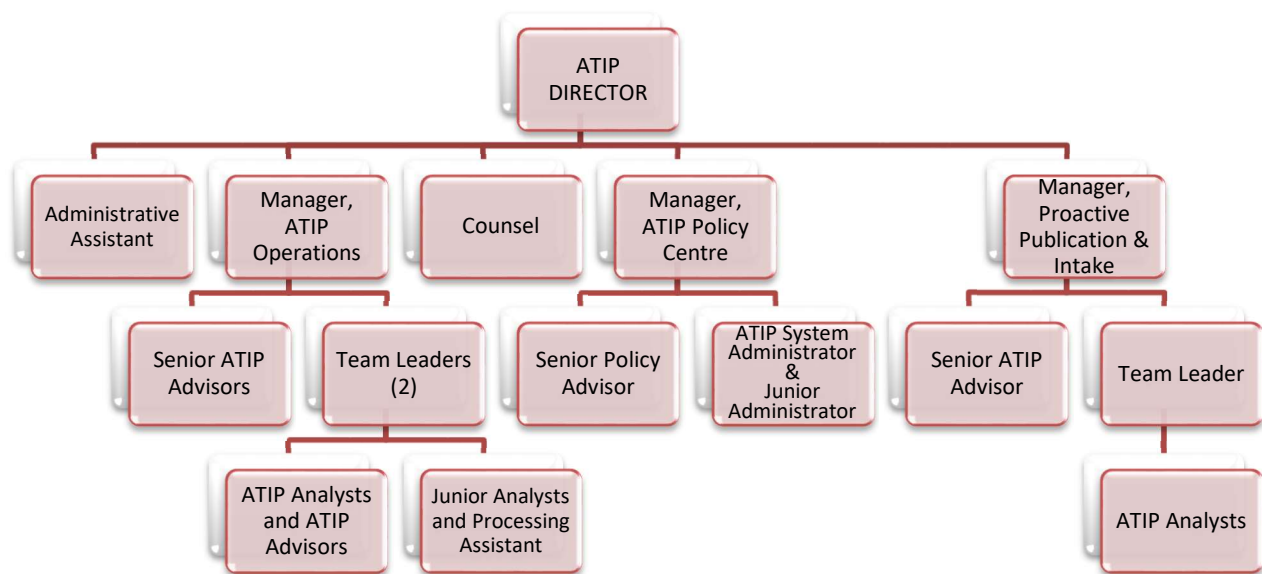 ATIP
DIRECTOR
Administrative
Assistant
Manager,
ATIP
Operations
Counsel
Manager,
ATIP Policy
Centre
Manager,
Proactive
Publication &
Intake
Senior ATIP
Advisors
Team Leaders
(2)
Senior Policy
Advisor
ATIP System
Administrator
&
Junior
Administrator
Senior ATIP
Advisor
Team Leader
ATIP Analysts
and ATIP
Advisors
Junior Analysts
and Processing
Assistant
ATIP Analysts